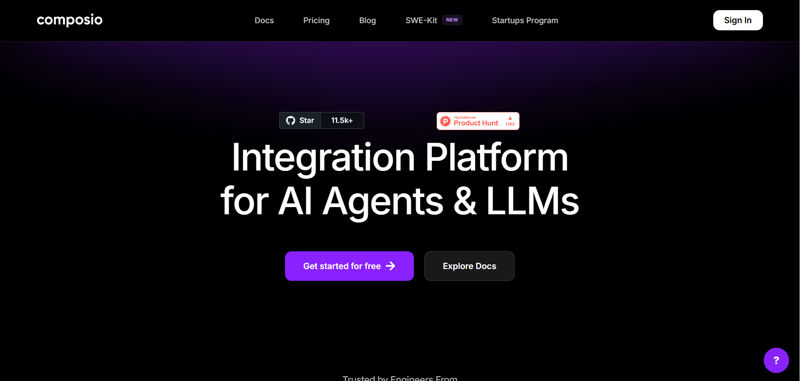 composio
Docs
Pricing
Blog
SWE-Kit NEW
Startups Program
Sign In
Star 11.5k+
FEATURED ON
Product Hunt
Integration Platform
for AI Agents & LLMs
Get started for free →
Explore Docs
Trusted by Engineers From
?